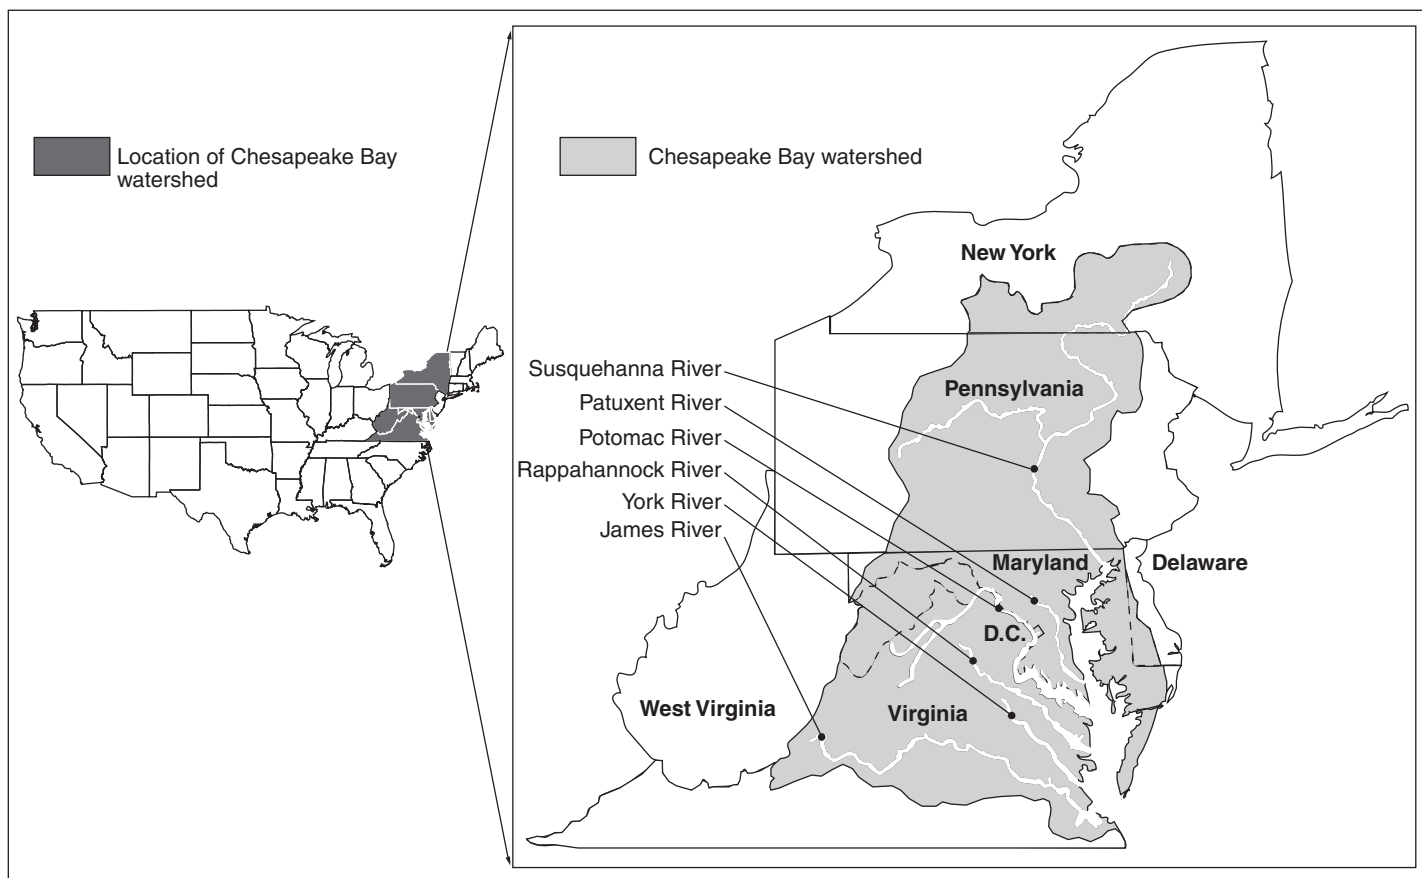 Location of Chesapeake Bay
watershed
Chesapeake Bay watershed
New York
Susquehanna River
Pennsylvania
Patuxent River
Potomac River
Rappahannock River
York River
James River
Maryland
Delaware
D.C.
West Virginia
Virginia